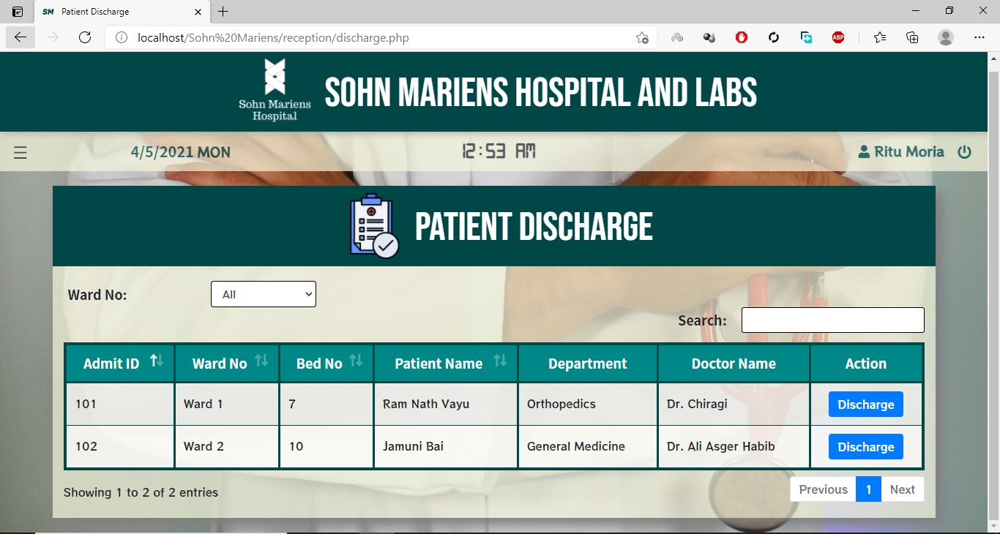 SM Patient Discharge
localhost/Sohn%20Mariens/reception/discharge.php
ABP
Sohn Mariens
Hospital
SOHN MARIENS HOSPITAL AND LABS
4/5/2021 MON
12:53 AM
Ritu Moria
PATIENT DISCHARGE
Ward No:
All
Search:
Admit ID Ward No Bed No Patient Name Department Doctor Name Action
101 Ward 1 7 Ram Nath Vayu Orthopedics Dr. Chiragi Discharge
102 Ward 2 10 Jamuni Bai General Medicine Dr. Ali Asger Habib Discharge
Showing 1 to 2 of 2 entries
Previous 1 Next